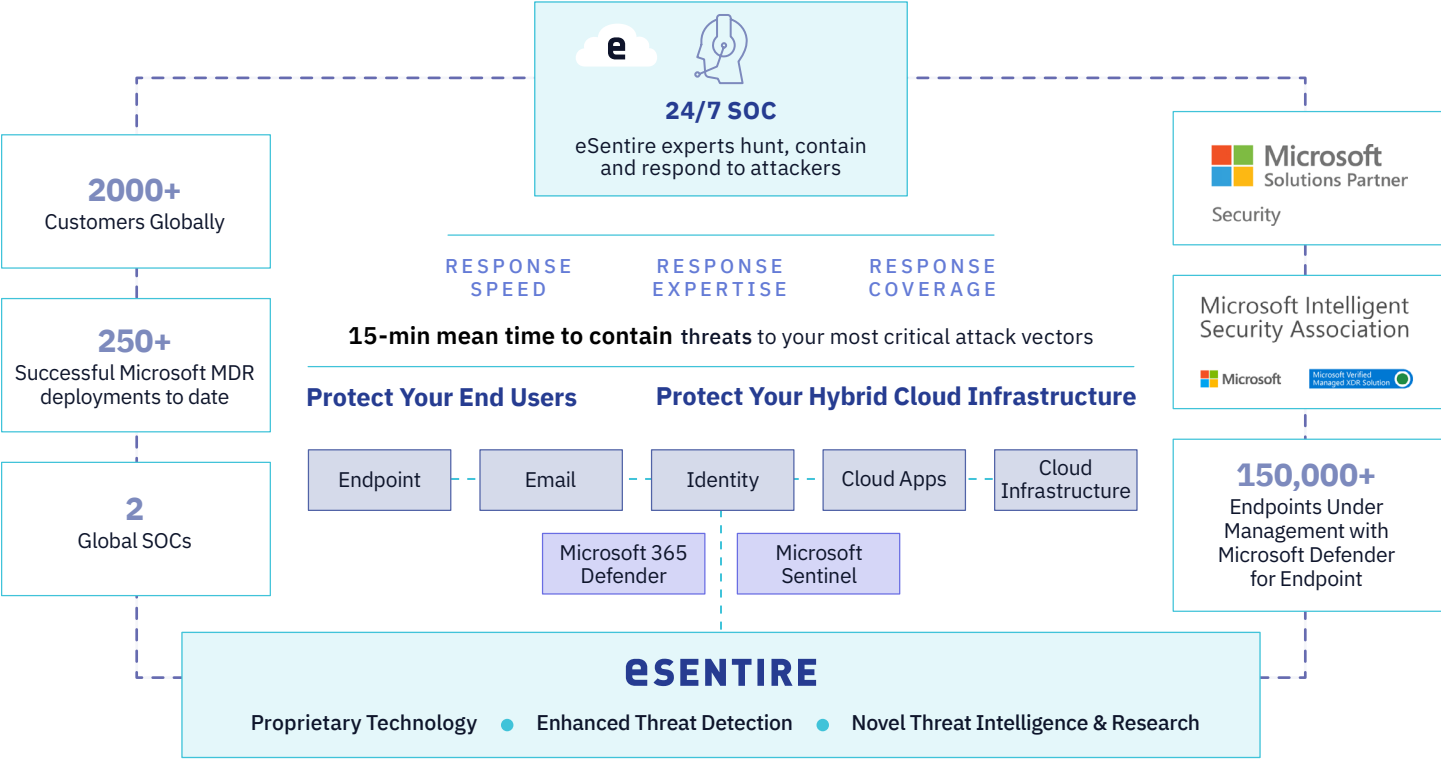 e
24/7 SOC
eSentire experts hunt, contain
and respond to attackers
2000+
Customers Globally
250+
Successful Microsoft MDR
deployments to date
2
Global SOCs
RESPONSE
SPEED
RESPONSE
EXPERTISE
RESPONSE
COVERAGE
15-min mean time to contain threats to your most critical attack vectors
Protect Your End Users
Protect Your Hybrid Cloud Infrastructure
Endpoint
Email
Identity
Cloud Apps
Cloud
Infrastructure
Microsoft 365
Defender
Microsoft
Sentinel
Microsoft
Solutions Partner
Security
Microsoft Intelligent
Security Association
Microsoft
Microsoft Verified
Managed XDR Solution
150,000+
Endpoints Under
Management with
Microsoft Defender
for Endpoint
eSENTIRE
Proprietary Technology ● Enhanced Threat Detection ● Novel Threat Intelligence & Research